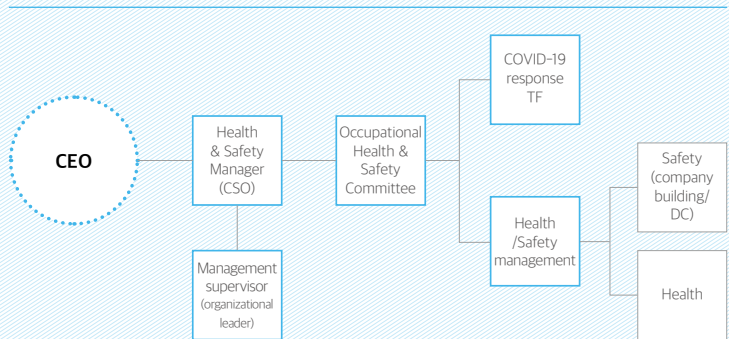 CEO
Health
& Safety
Manager
(CSO)
Management
supervisor
(organizational
leader)
Occupational
Health &
Safety
Committee
COVID-19
response
TF
Health
/Safety
management
Safety
(company
building/
DC)
Health